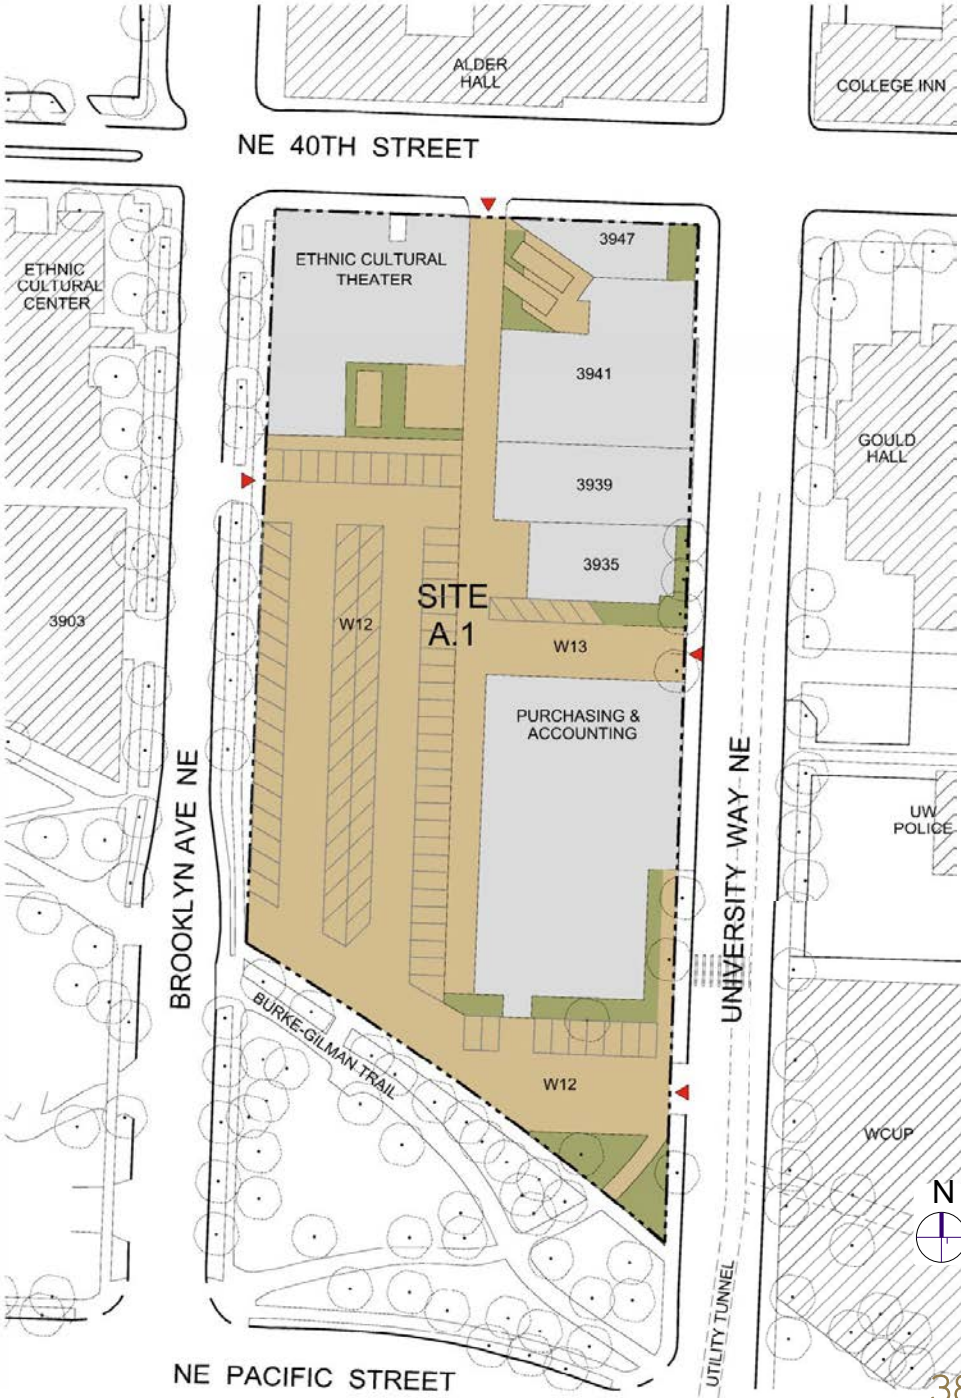 ALDER
HALL
COLLEGE INN
NE 40TH STREET
ETHNIC
CULTURAL
CENTER
ETHNIC CULTURAL
THEATER
3947
3941
GOULD
HALL
3939
3935
SITE
A.1
W12
W13
3903
PURCHASING &
ACCOUNTING
BROOKLYN AVE NE
UNIVERSITY WAY NE
UW
POLICE
BURKE-GILMAN TRAIL
W12
WCUP
N
UTILITY TUNNEL
NE PACIFIC STREET
38